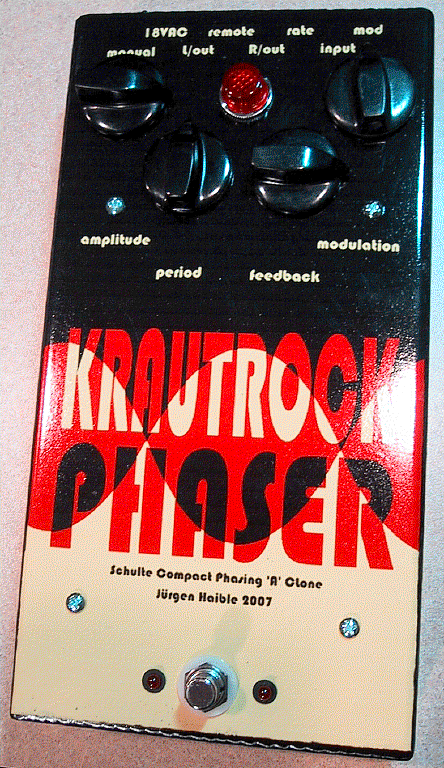 18VAC remote rate mod
manual L/out R/out input
amplitude modulation
period feedback
KRAUTROCK
PHASER
Schulte Compact Phasing 'A' Clone
Jürgen Haible 2007